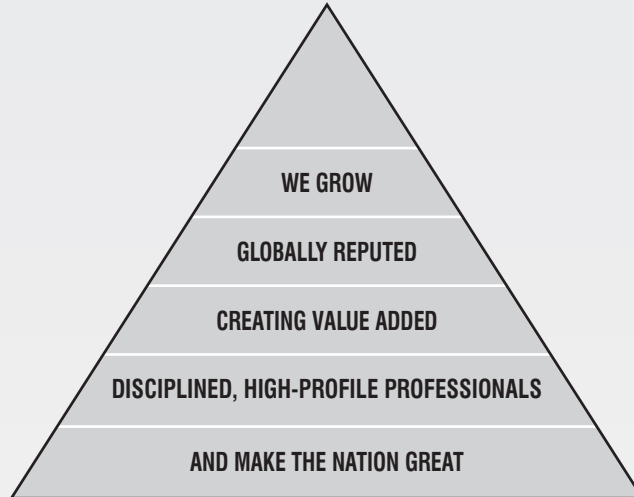 WE GROW
GLOBALLY REPUTED
CREATING VALUE ADDED
DISCIPLINED, HIGH-PROFILE PROFESSIONALS
AND MAKE THE NATION GREAT